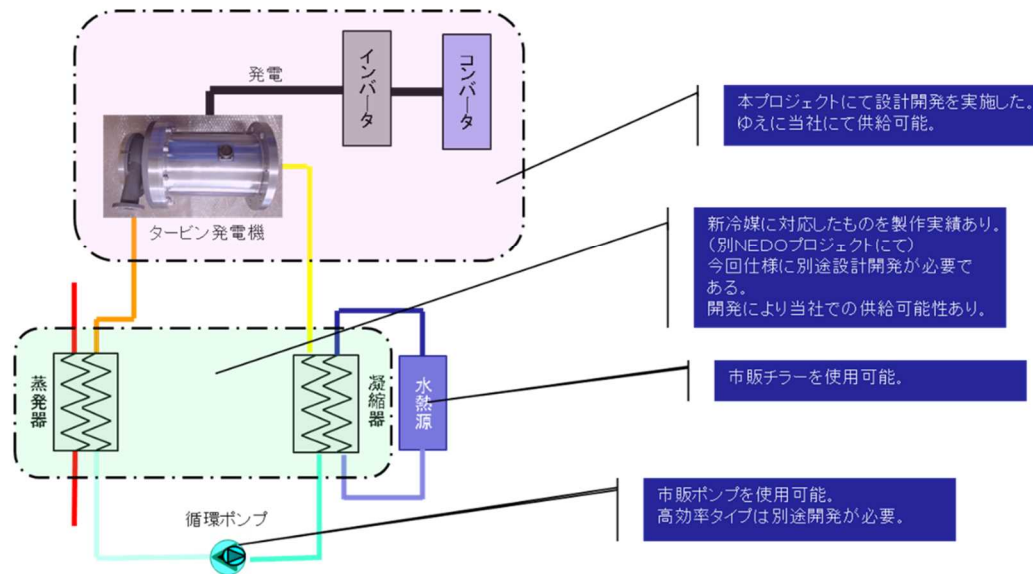 発電
インバータ
コンバータ
タービン発電機
本プロジェクトにて設計開発を実施した。
ゆえに当社にて供給可能。
新冷媒に対応したものを製作実績あり。
(別NEDOプロジェクトにて)
今回仕様に別途設計開発が必要で
ある。
開発により当社での供給可能性あり。
蒸発器
凝縮器
水熱源
市販チラーを使用可能。
循環ポンプ
市販ポンプを使用可能。
高効率タイプは別途開発が必要。